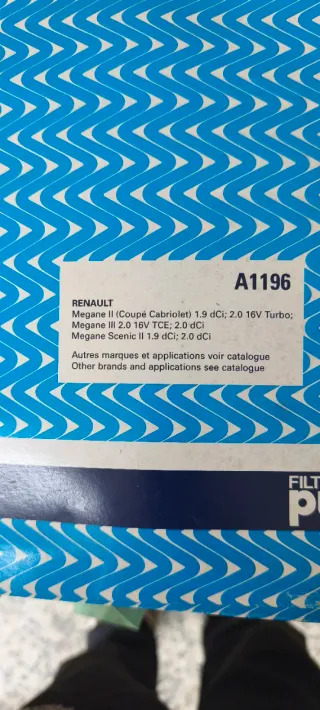 A1196
RENAULT
Megane II (Coupé Cabriolet) 1.9 dCi; 2.0 16V Turbo;
Megane III 2.0 16V TCE; 2.0 dCi
Megane Scenic II 1.9 dCi; 2.0 dCi
Autres marques et applications voir catalogue
Other brands and applications see catalogue